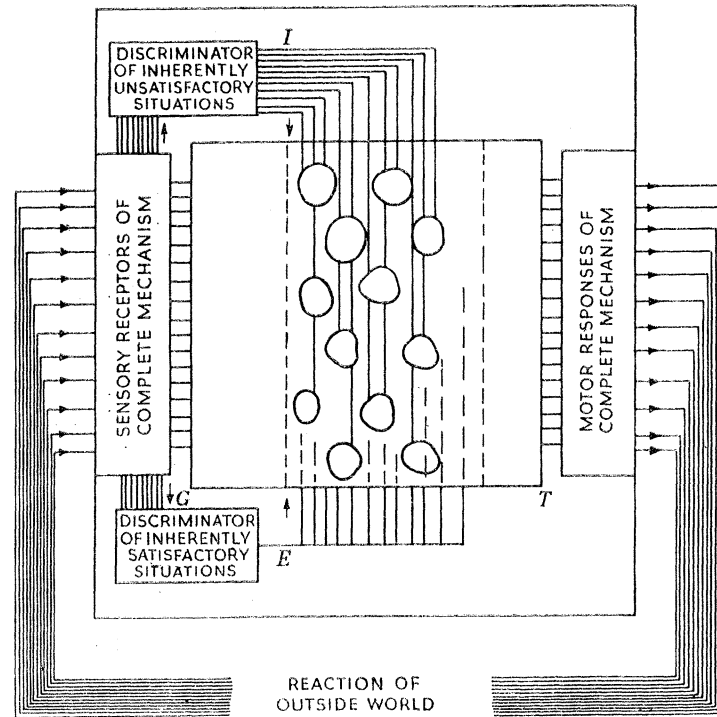 I
DISCRIMINATOR
OF INHERENTLY
UNSATISFACTORY
SITUATIONS
SENSORY RECEPTORS OF
COMPLETE MECHANISM
MOTOR RESPONSES OF
COMPLETE MECHANISM
G
T
DISCRIMINATOR
OF INHERENTLY
SATISFACTORY
SITUATIONS
E
REACTION OF
OUTSIDE WORLD